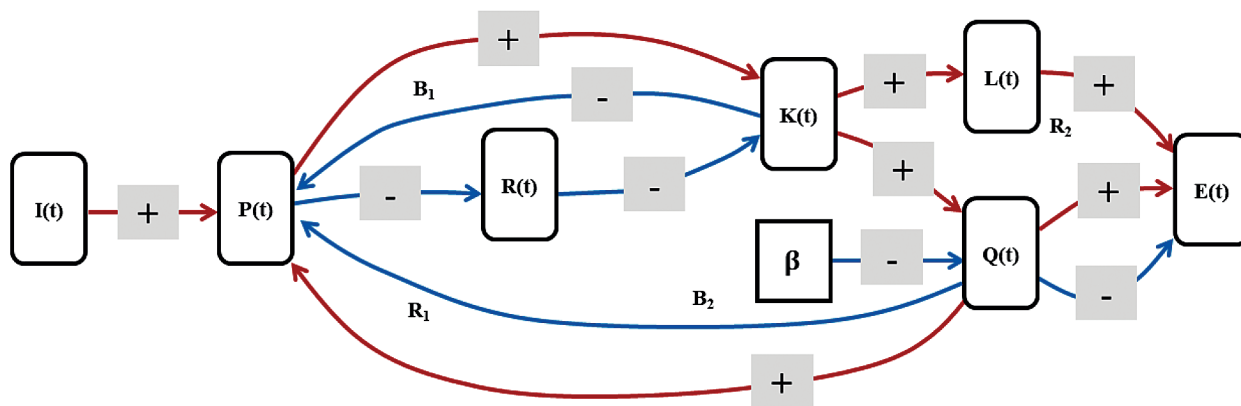 +
B₁
-
K(t)
+
L(t)
+
R₂
I(t)
+
P(t)
-
R(t)
-
+
+
E(t)
β
-
Q(t)
-
R₁
B₂
+